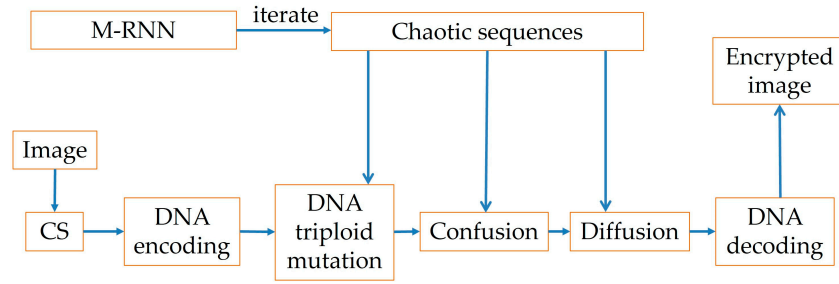 M-RNN
iterate
Chaotic sequences
Encrypted
image
Image
CS
DNA
encoding
DNA
triploid
mutation
Confusion
Diffusion
DNA
decoding